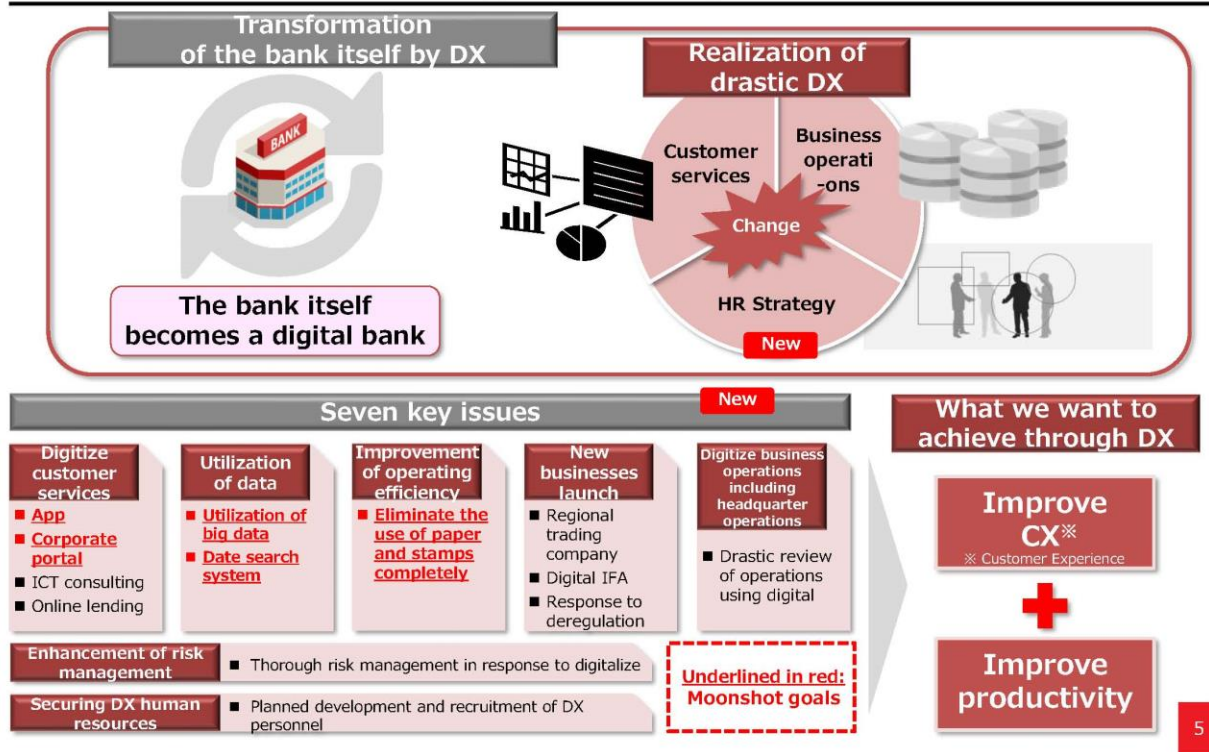 Transformation
of the bank itself by DX
BANK
The bank itself
becomes a digital bank
Realization of
drastic DX
Customer
services
Business
operati
-ons
Change
HR Strategy
New
Seven key issues
New
Digitize
customer
services
■ App
■ Corporate
portal
■ ICT consulting
■ Online lending
Utilization
of data
■ Utilization of
big data
■ Date search
system
Improvement
of operating
efficiency
■ Eliminate the
use of paper
and stamps
completely
New
businesses
launch
■ Regional
trading
company
■ Digital IFA
■ Response to
deregulation
Digitize business
operations
including
headquarter
operations
■ Drastic review
of operations
using digital
Enhancement of risk
management
■ Thorough risk management in response to digitalize
Securing DX human
resources
■ Planned development and recruitment of DX
personnel
Underlined in red:
Moonshot goals
What we want to
achieve through DX
Improve
CX※
※ Customer Experience
Improve
productivity
5